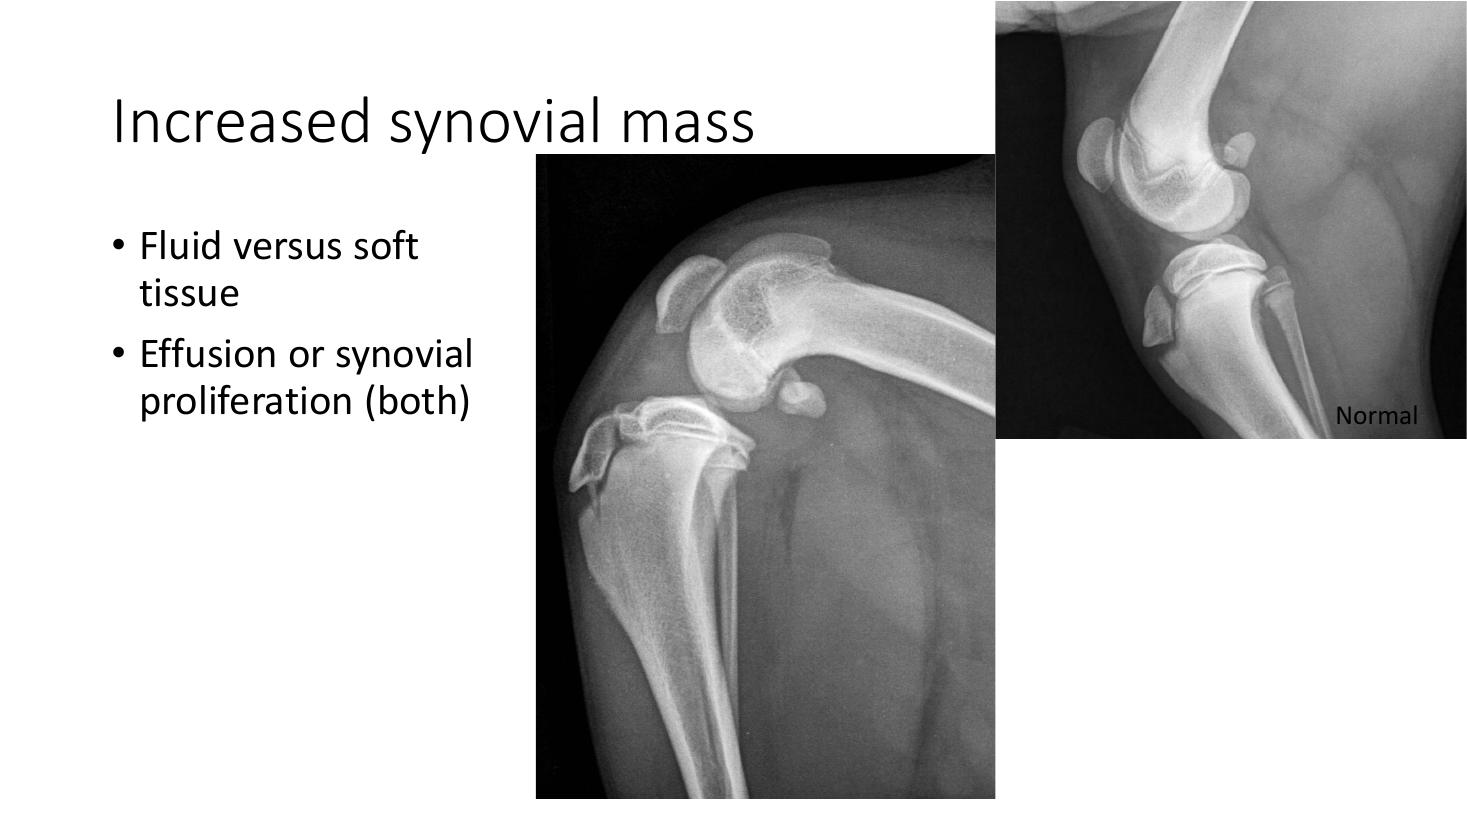 Increased synovial mass
• Fluid versus soft
tissue
• Effusion or synovial
proliferation (both)
Normal